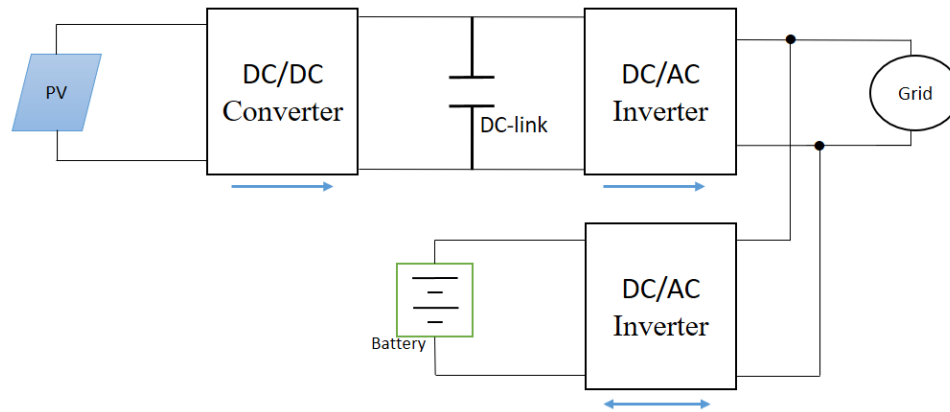 PV
DC/DC
Converter
DC-link
DC/AC
Inverter
Grid
Battery
DC/AC
Inverter